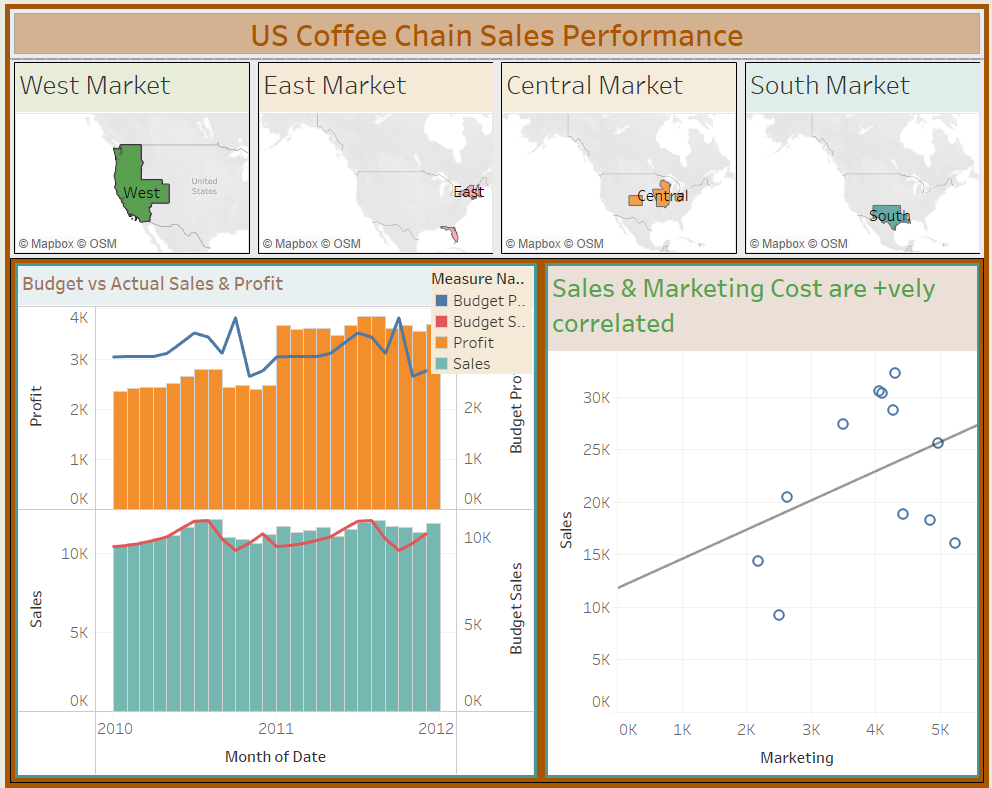 US Coffee Chain Sales Performance
West Market
East Market
Central Market
South Market
United
States
West
East
Central
South
© Mapbox © OSM
© Mapbox © OSM
© Mapbox © OSM
© Mapbox © OSM
Budget vs Actual Sales & Profit
Measure Na..
Budget P..
Budget S..
Profit
Sales
4K
3K
2K
1K
0K
Profit
2K
1K
0K
Budget Pro
10K
5K
0K
Sales
10K
5K
0K
Budget Sales
2010
2011
2012
Month of Date
Sales & Marketing Cost are +vely
correlated
30K
25K
20K
15K
10K
5K
0K
Sales
0K
1K
2K
3K
4K
5K
Marketing